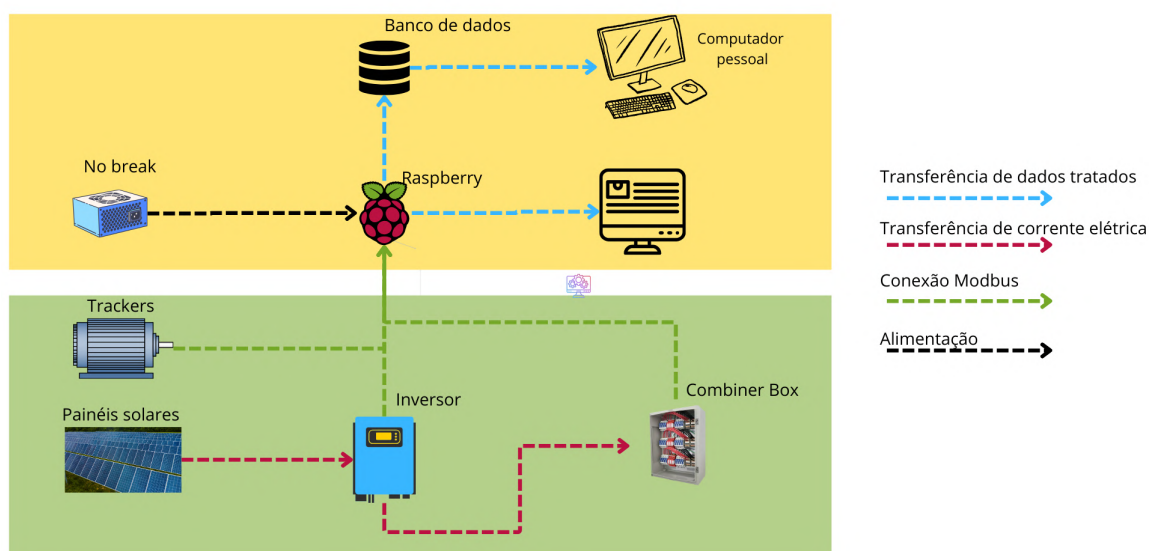 Banco de dados
Computador
pessoal
No break
Raspberry
Trackers
Painéis solares
Inversor
Combiner Box
Transferência de dados tratados
Transferência de corrente elétrica
Conexão Modbus
Alimentação